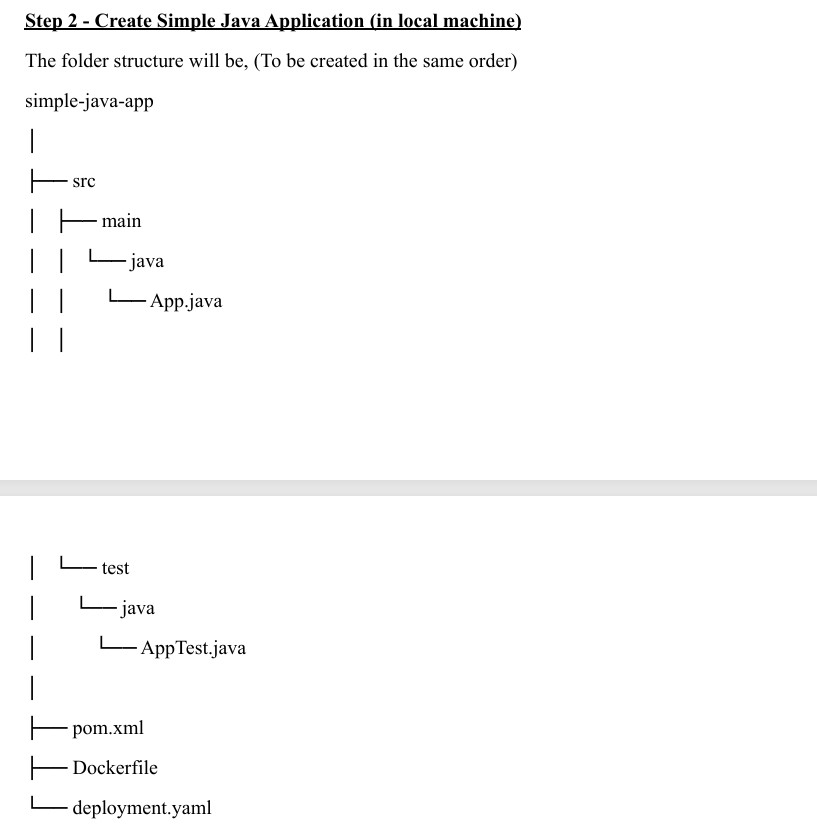 Step 2 - Create Simple Java Application (in local machine)
The folder structure will be, (To be created in the same order)
simple-java-app
│
├── src
│ ├── main
│ │ └── java
│ │ └── App.java
│ │
│ └── test
│ └── java
│ └── AppTest.java
│
├── pom.xml
├── Dockerfile
└── deployment.yaml